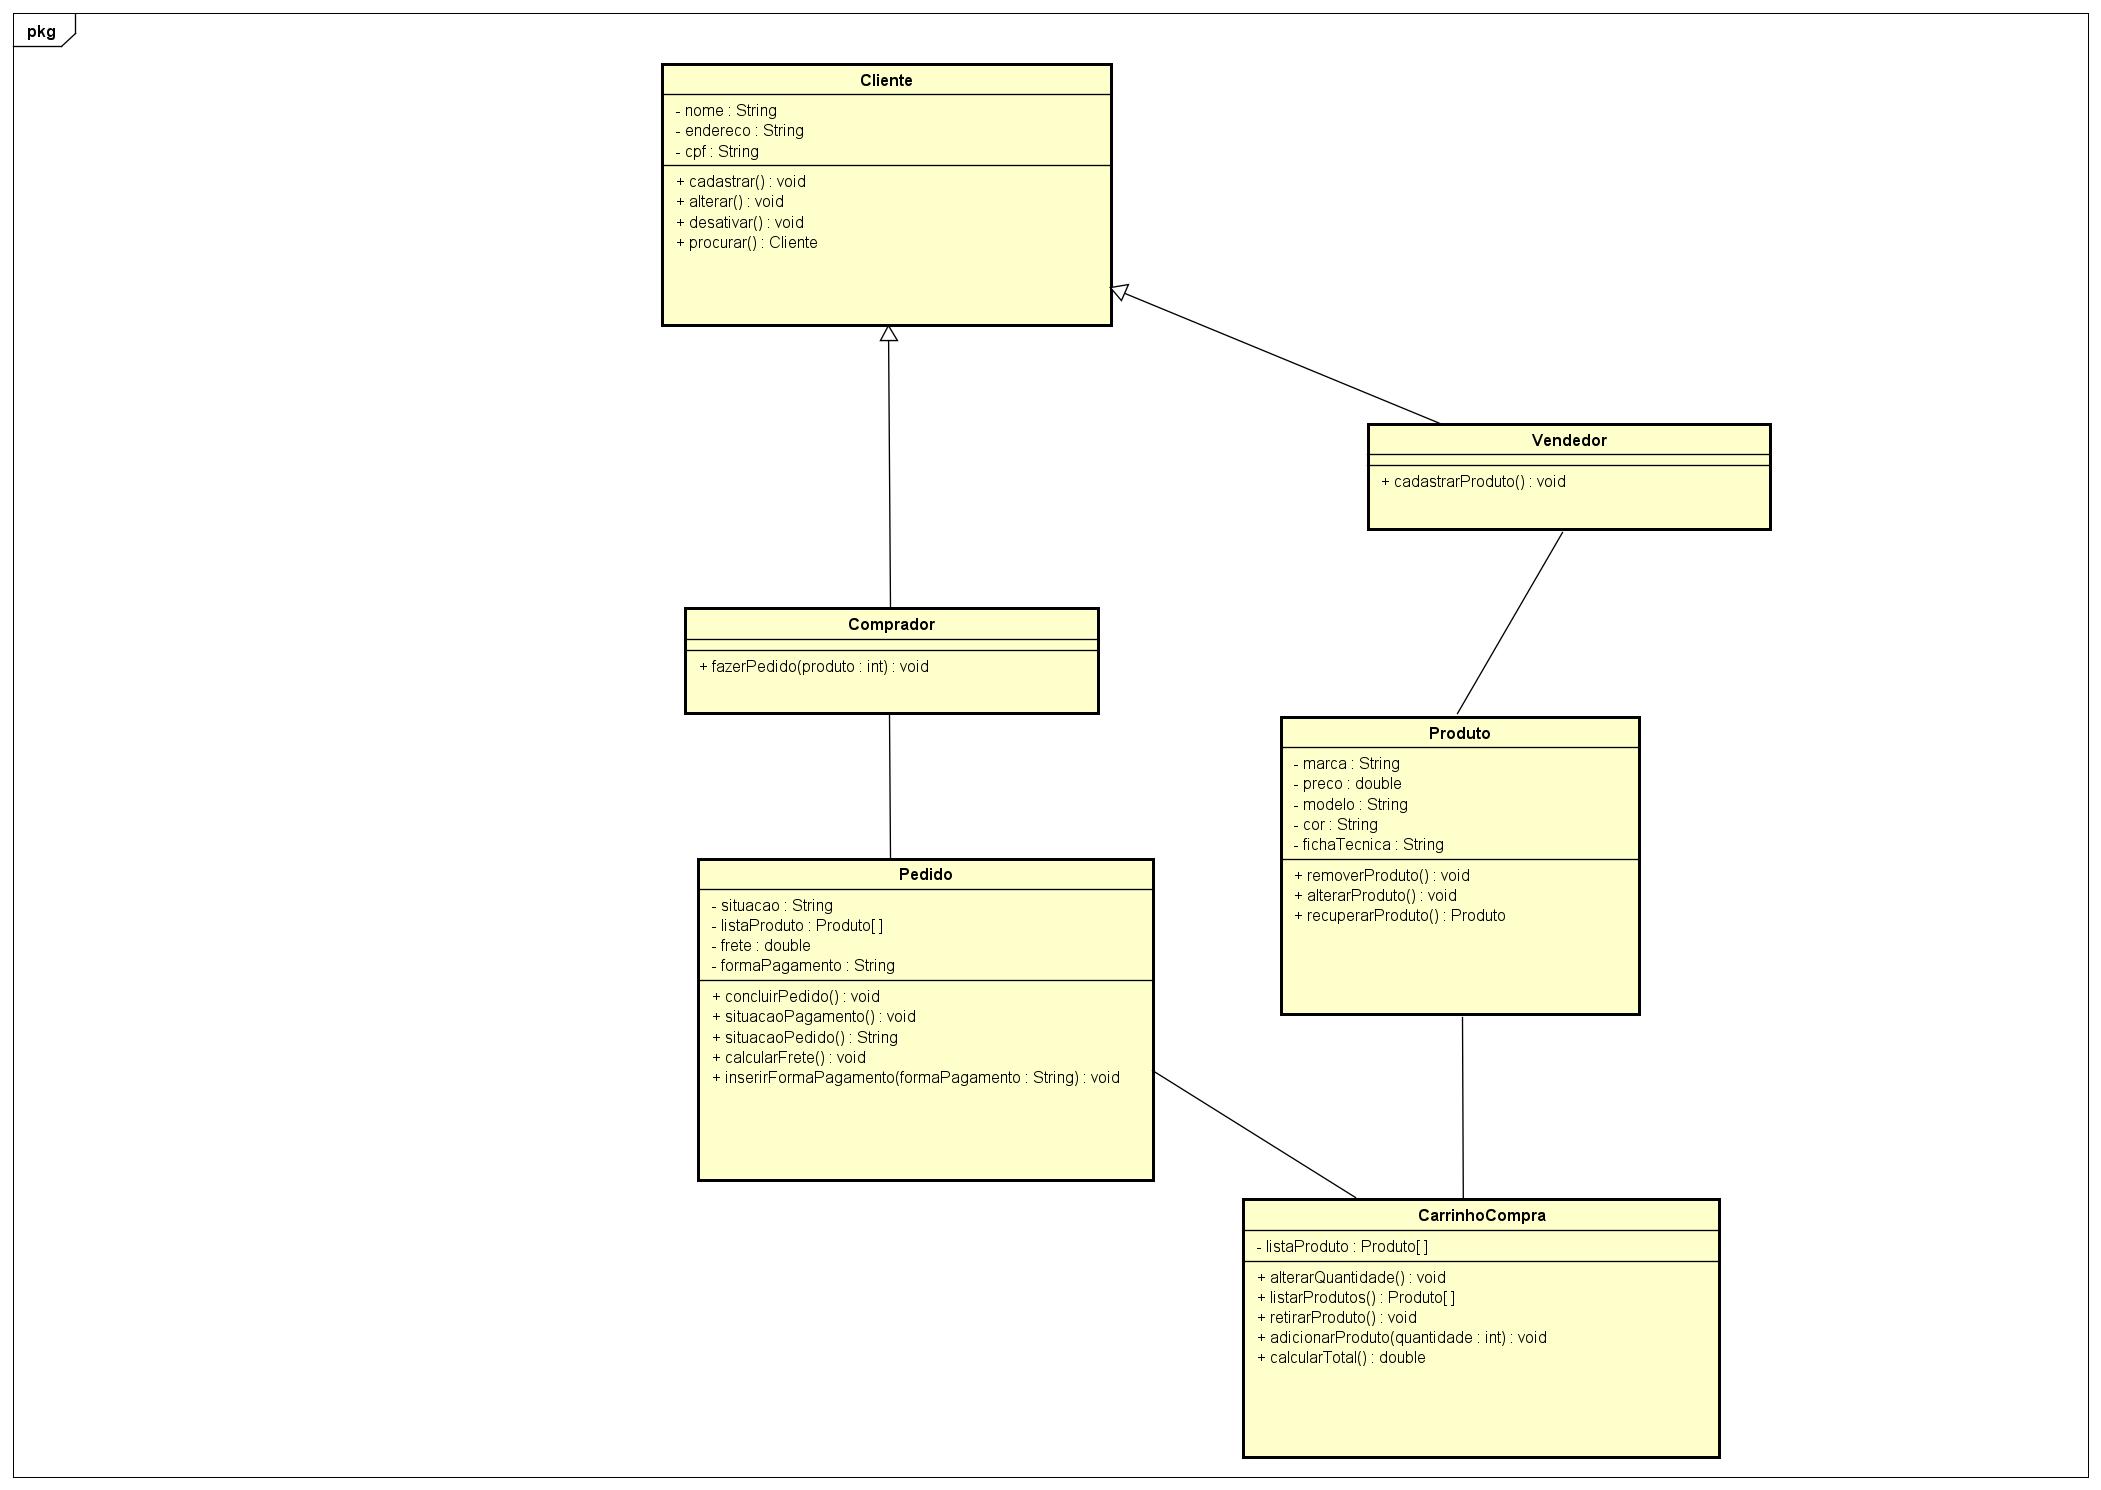 pkg
Cliente
- nome : String
- endereco : String
- cpf : String
+ cadastrar() : void
+ alterar() : void
+ desativar() : void
+ procurar() : Cliente
Vendedor
+ cadastrarProduto() : void
Comprador
+ fazerPedido(produto : int) : void
Produto
- marca : String
- preco : double
- modelo : String
- cor : String
- fichaTecnica : String
+ removerProduto() : void
+ alterarProduto() : void
+ recuperarProduto() : Produto
Pedido
- situacao : String
- listaProduto : Produto[ ]
- frete : double
- formaPagamento : String
+ concluirPedido() : void
+ situacaoPagamento() : void
+ situacaoPedido() : String
+ calcularFrete() : void
+ inserirFormaPagamento(formaPagamento : String) : void
CarrinhoCompra
- listaProduto : Produto[ ]
+ alterarQuantidade() : void
+ listarProdutos() : Produto[ ]
+ retirarProduto() : void
+ adicionarProduto(quantidade : int) : void
+ calcularTotal() : double